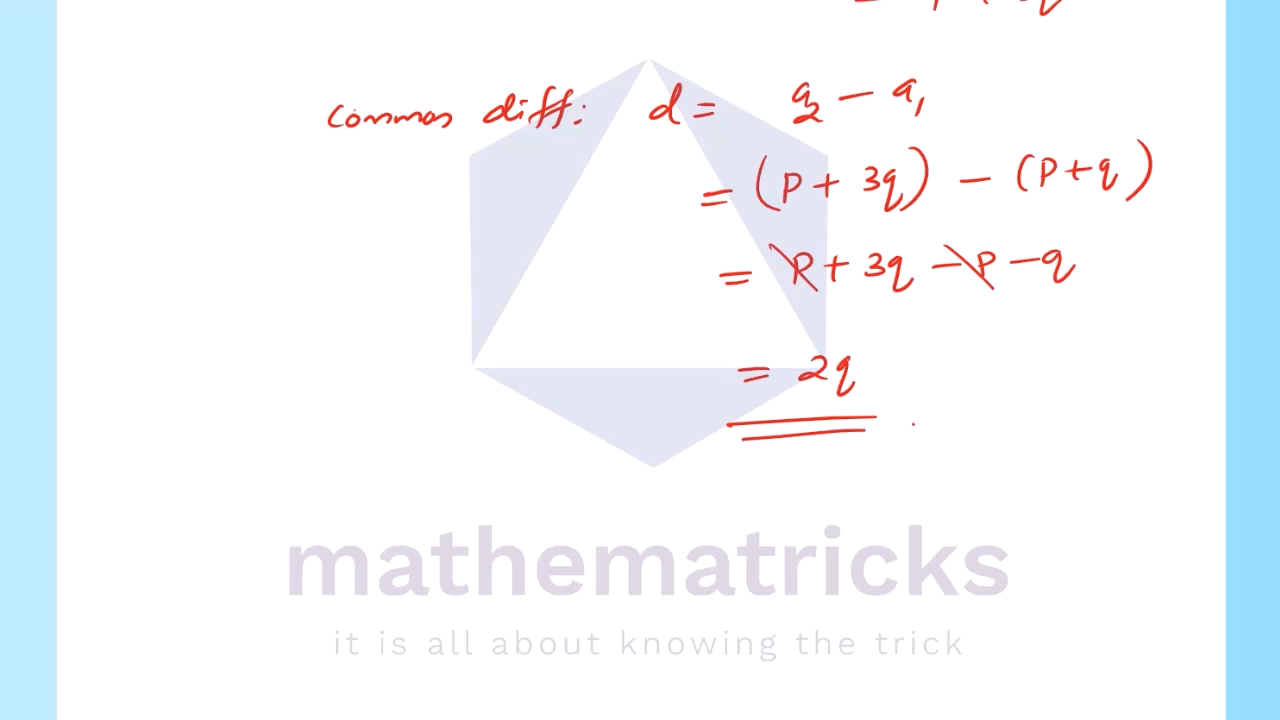 Common diff: d = a₂ - a₁
= (p + 3q) - (p + q)
= p + 3q - p - q
= 2q
mathematricks
it is all about knowing the trick